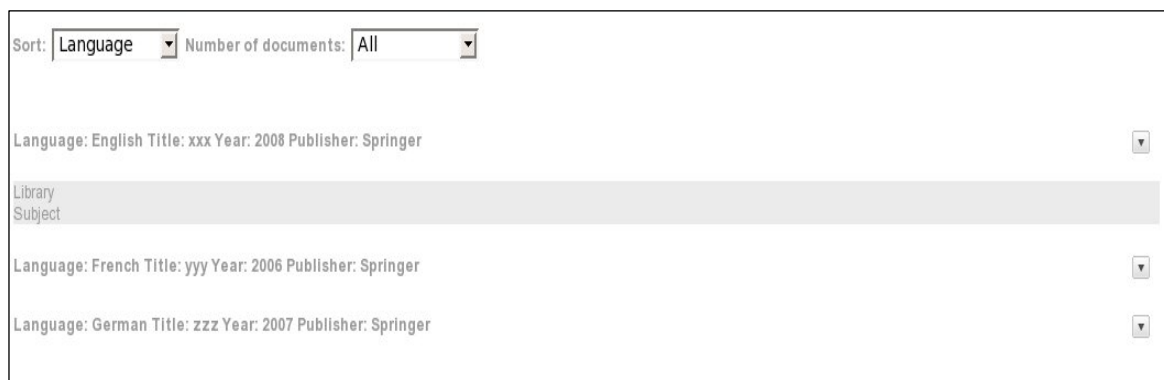 Sort: Language Number of documents: All
Language: English Title: xxx Year: 2008 Publisher: Springer
Library
Subject
Language: French Title: yyy Year: 2006 Publisher: Springer
Language: German Title: zzz Year: 2007 Publisher: Springer